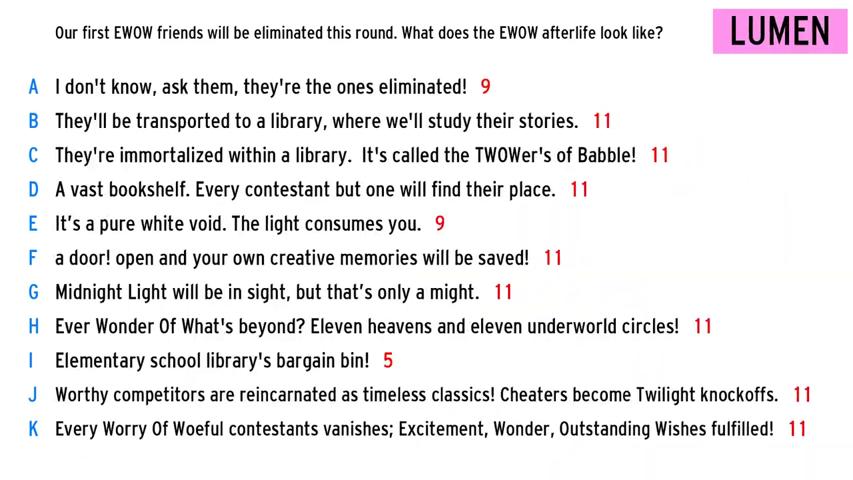 Our first EWOW friends will be eliminated this round. What does the EWOW afterlife look like?
LUMEN
A I don't know, ask them, they're the ones eliminated! 9
B They'll be transported to a library, where we'll study their stories. 11
C They're immortalized within a library.  It's called the TWOWer's of Babble! 11
D A vast bookshelf. Every contestant but one will find their place. 11
E It’s a pure white void. The light consumes you. 9
F a door! open and your own creative memories will be saved! 11
G Midnight Light will be in sight, but that’s only a might. 11
H Ever Wonder Of What's beyond? Eleven heavens and eleven underworld circles! 11
I Elementary school library's bargain bin! 5
J Worthy competitors are reincarnated as timeless classics! Cheaters become Twilight knockoffs. 11
K Every Worry Of Woeful contestants vanishes; Excitement, Wonder, Outstanding Wishes fulfilled! 11